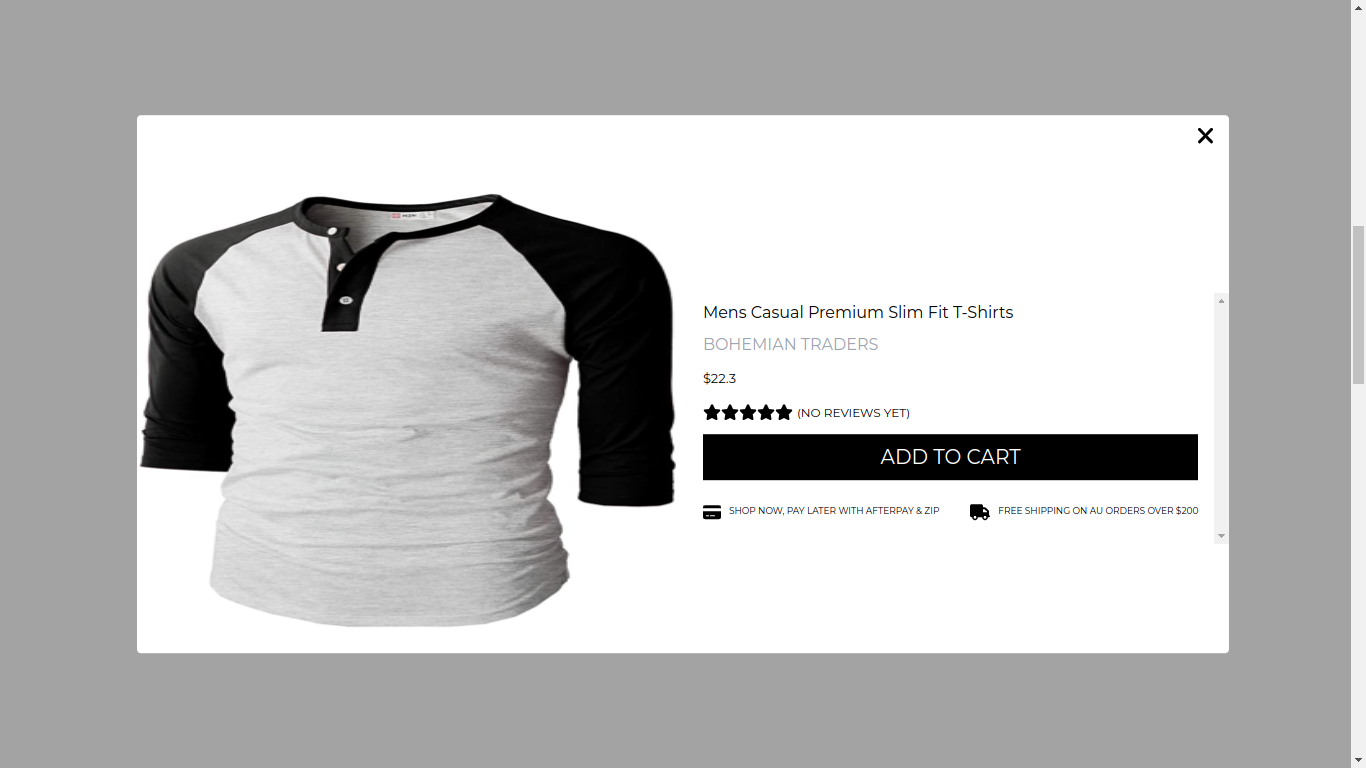 Mens Casual Premium Slim Fit T-Shirts
BOHEMIAN TRADERS
$22.3
(NO REVIEWS YET)
ADD TO CART
SHOP NOW, PAY LATER WITH AFTERPAY & ZIP
FREE SHIPPING ON AU ORDERS OVER $200